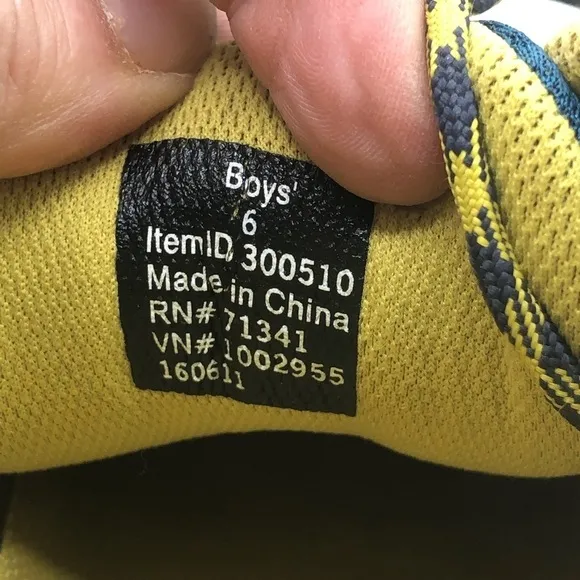 Boys'
6
ItemID 300510
Made in China
RN# 71341
VN# 1002955
160611